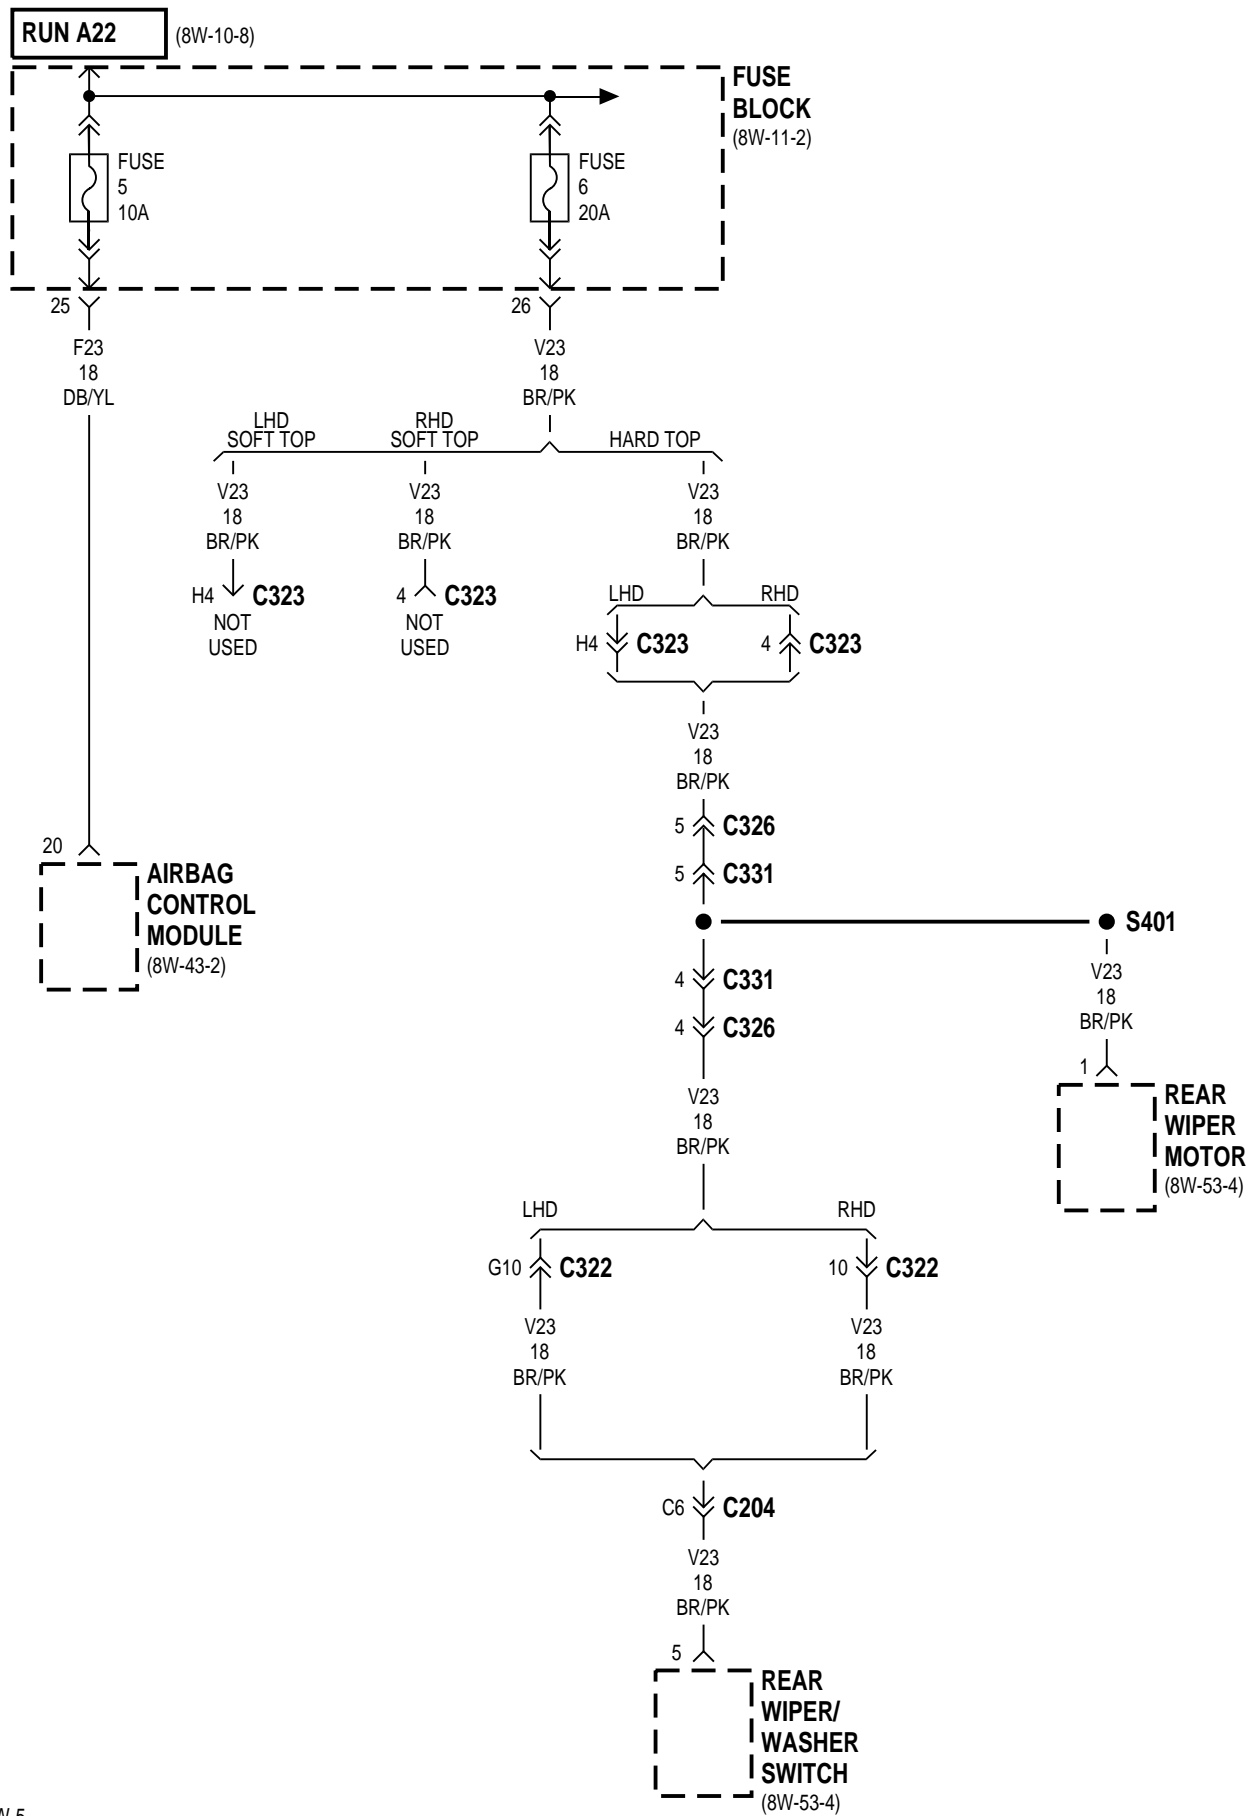 RUN A22
(8W-10-8)
FUSE
BLOCK
(8W-11-2)
FUSE
5
10A
FUSE
6
20A
25
26
F23
18
DB/YL
V23
18
BR/PK
LHD
SOFT TOP
RHD
SOFT TOP
HARD TOP
V23
18
BR/PK
V23
18
BR/PK
V23
18
BR/PK
H4
C323
NOT
USED
4
C323
NOT
USED
LHD
RHD
H4
C323
4
C323
V23
18
BR/PK
5
C326
5
C331
20
AIRBAG
CONTROL
MODULE
(8W-43-2)
S401
4
C331
4
C326
V23
18
BR/PK
1
REAR
WIPER
MOTOR
(8W-53-4)
V23
18
BR/PK
LHD
RHD
G10
C322
10
C322
V23
18
BR/PK
V23
18
BR/PK
C6
C204
V23
18
BR/PK
5
REAR
WIPER/
WASHER
SWITCH
(8W-53-4)